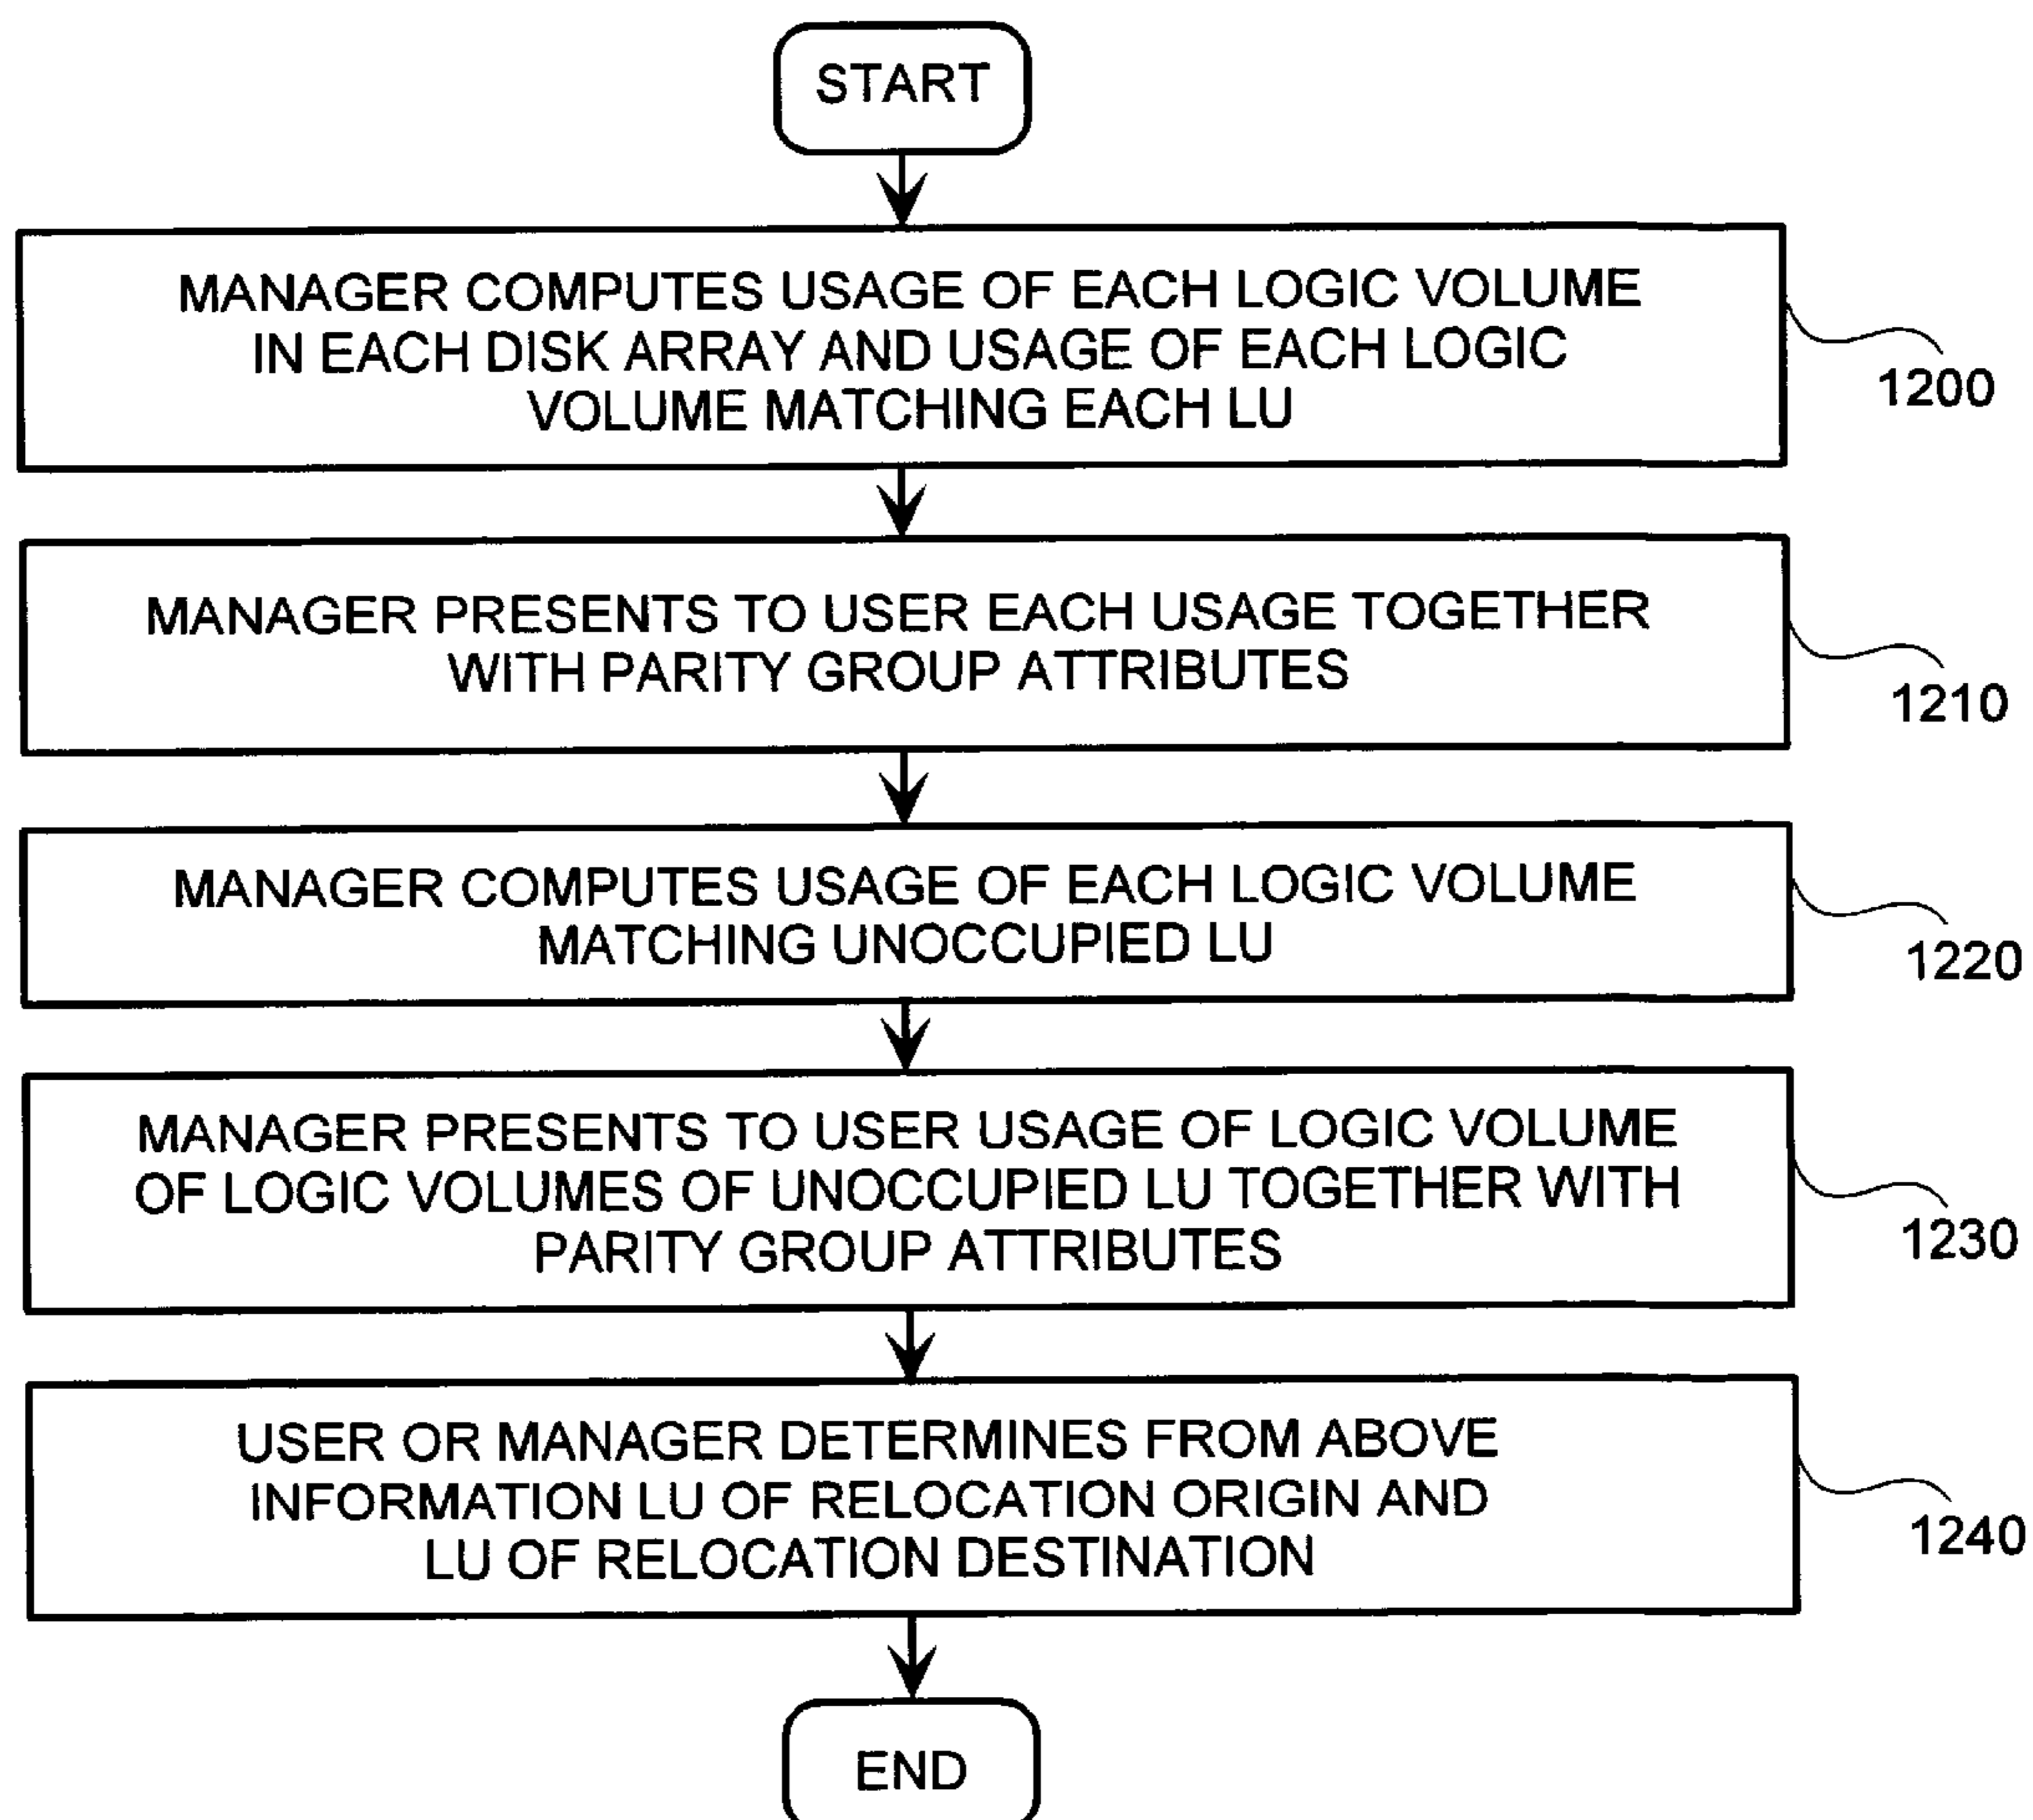 START
MANAGER COMPUTES USAGE OF EACH LOGIC VOLUME
IN EACH DISK ARRAY AND USAGE OF EACH LOGIC
VOLUME MATCHING EACH LU
1200
MANAGER PRESENTS TO USER EACH USAGE TOGETHER
WITH PARITY GROUP ATTRIBUTES
1210
MANAGER COMPUTES USAGE OF EACH LOGIC VOLUME
MATCHING UNOCCUPIED LU
1220
MANAGER PRESENTS TO USER USAGE OF LOGIC VOLUME
OF LOGIC VOLUMES OF UNOCCUPIED LU TOGETHER WITH
PARITY GROUP ATTRIBUTES
1230
USER OR MANAGER DETERMINES FROM ABOVE
INFORMATION LU OF RELOCATION ORIGIN AND
LU OF RELOCATION DESTINATION
1240
END